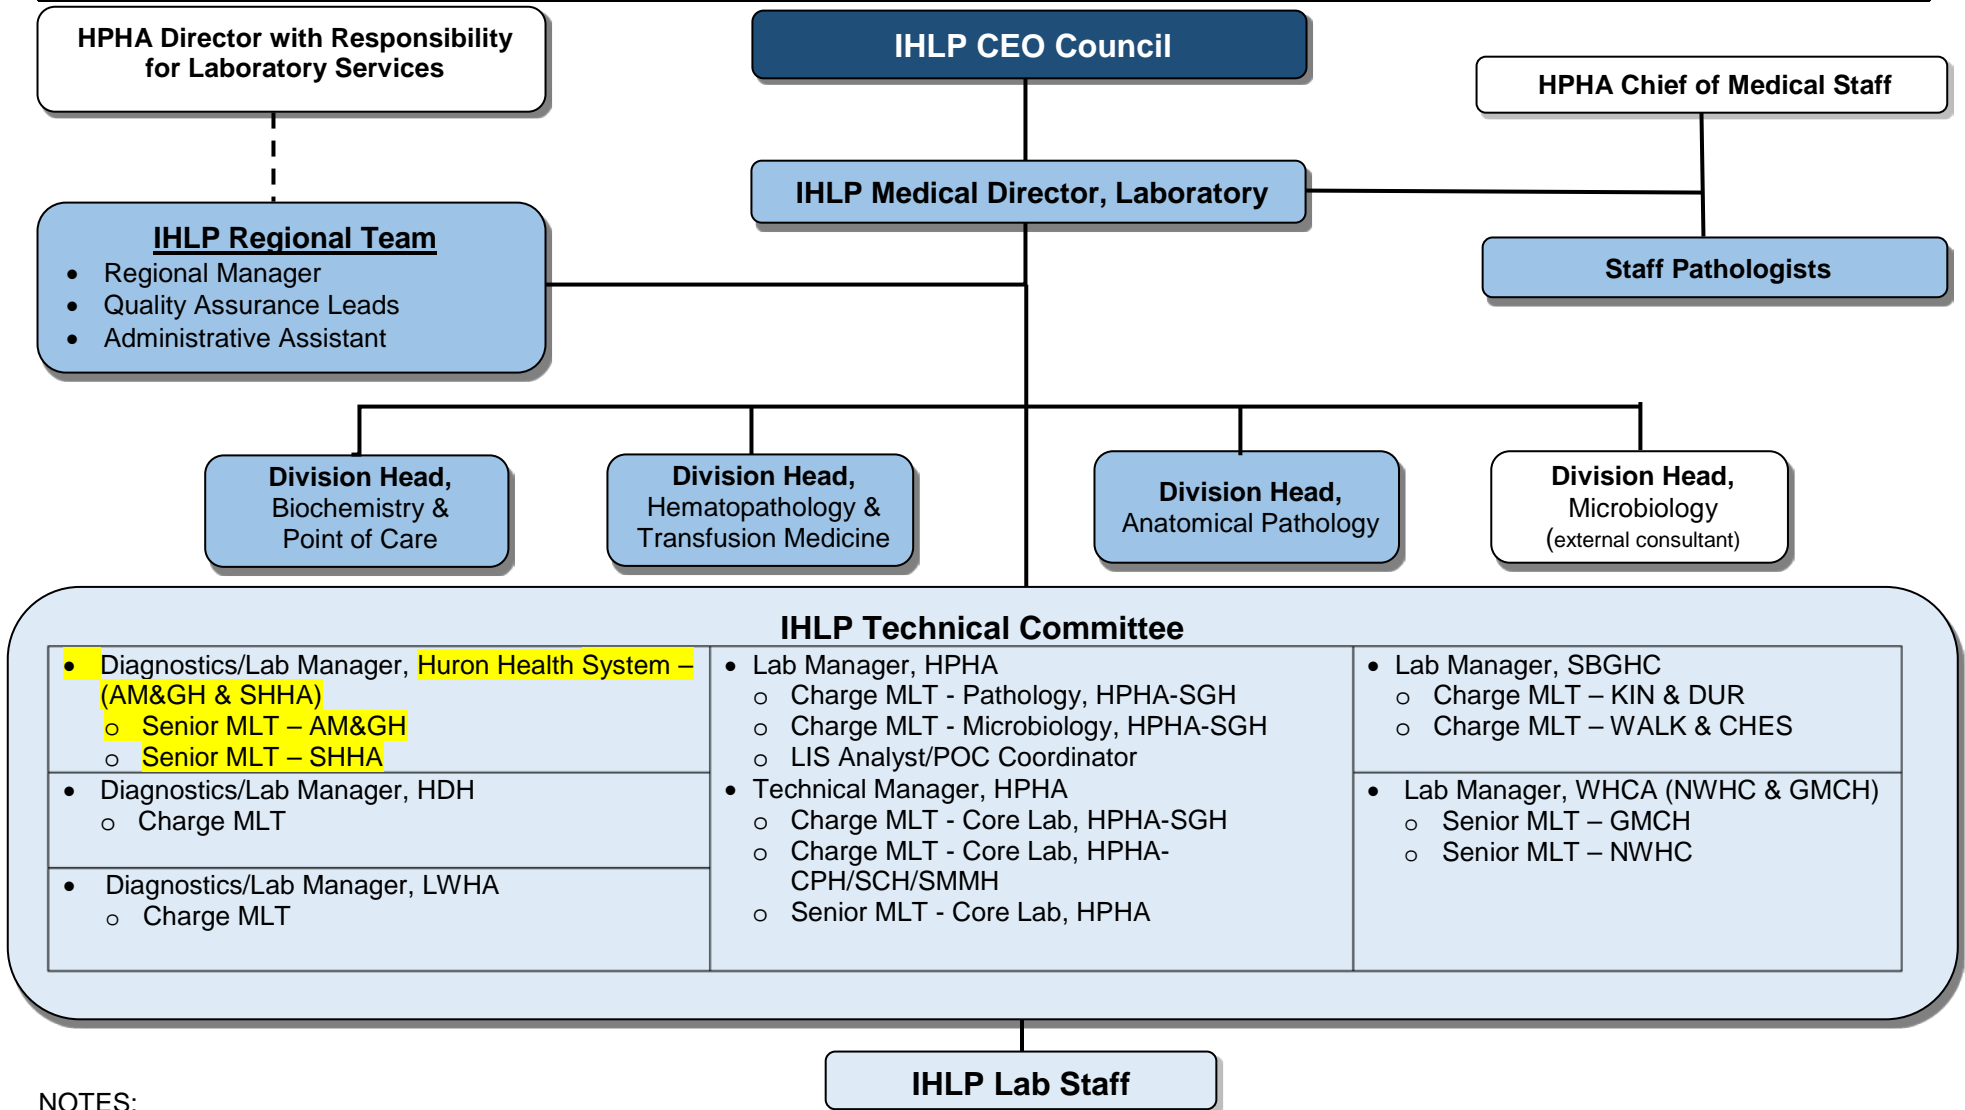 HPHA Director with Responsibility
for Laboratory Services
IHLP CEO Council
HPHA Chief of Medical Staff
IHLP Medical Director, Laboratory
IHLP Regional Team
• Regional Manager
• Quality Assurance Leads
• Administrative Assistant
Staff Pathologists
Division Head,
Biochemistry &
Point of Care
Division Head,
Hematopathology &
Transfusion Medicine
Division Head,
Anatomical Pathology
Division Head,
Microbiology
(external consultant)
IHLP Technical Committee
• Diagnostics/Lab Manager, Huron Health System –
(AM&GH & SHHA)
o Senior MLT – AM&GH
o Senior MLT – SHHA
• Diagnostics/Lab Manager, HDH
o Charge MLT
• Diagnostics/Lab Manager, LWHA
o Charge MLT
• Lab Manager, HPHA
o Charge MLT - Pathology, HPHA-SGH
o Charge MLT - Microbiology, HPHA-SGH
o LIS Analyst/POC Coordinator
• Technical Manager, HPHA
o Charge MLT - Core Lab, HPHA-SGH
o Charge MLT - Core Lab, HPHA-
CPH/SCH/SMMH
o Senior MLT - Core Lab, HPHA
• Lab Manager, SBGHC
o Charge MLT – KIN & DUR
o Charge MLT – WALK & CHES
• Lab Manager, WHCA (NWHC & GMCH)
o Senior MLT – GMCH
o Senior MLT – NWHC
IHLP Lab Staff
NOTES: